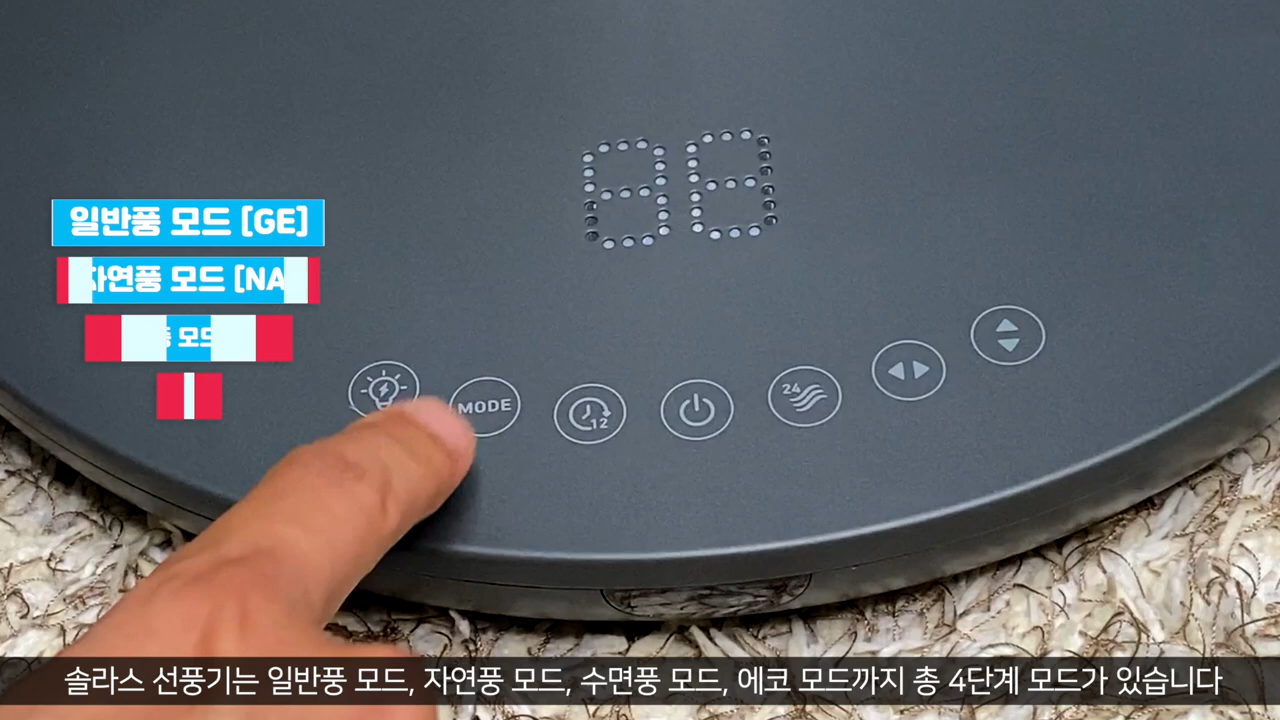 일반풍 모드 [GE]
자연풍 모드 [NA
모드
MODE
12
24
솔라스 선풍기는 일반풍 모드, 자연풍 모드, 수면풍 모드, 에코 모드까지 총 4단계 모드가 있습니다